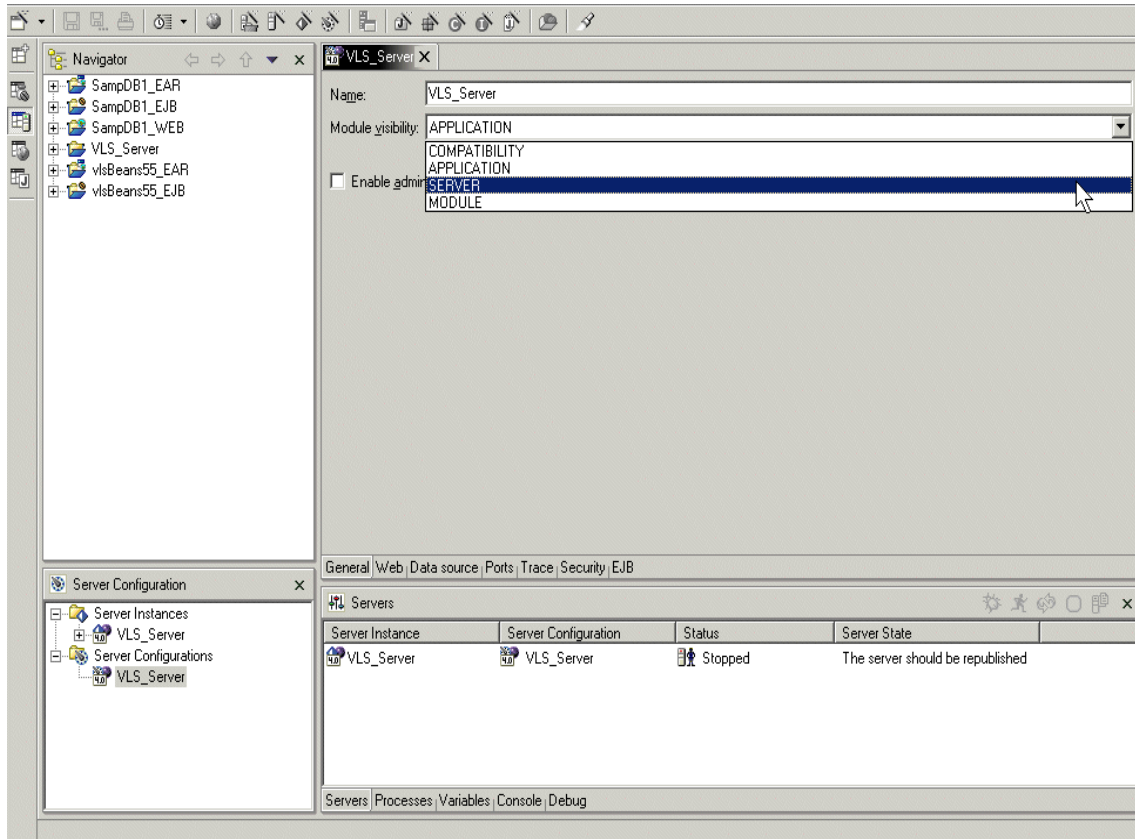 Navigator
SampDB1_EAR
SampDB1_EJB
SampDB1_WEB
VLS_Server
vlsBeans55_EAR
vlsBeans55_EJB
VLS_Server
Name: VLS_Server
Module visibility: APPLICATION
COMPATIBILITY
APPLICATION
Enable admin SERVER
MODULE
General Web Data source Ports Trace Security EJB
Server Configuration
Server Instances
VLS_Server
Server Configurations
VLS_Server
Servers
Server Instance Server Configuration Status Server State
VLS_Server VLS_Server Stopped The server should be republished
Servers Processes Variables Console Debug